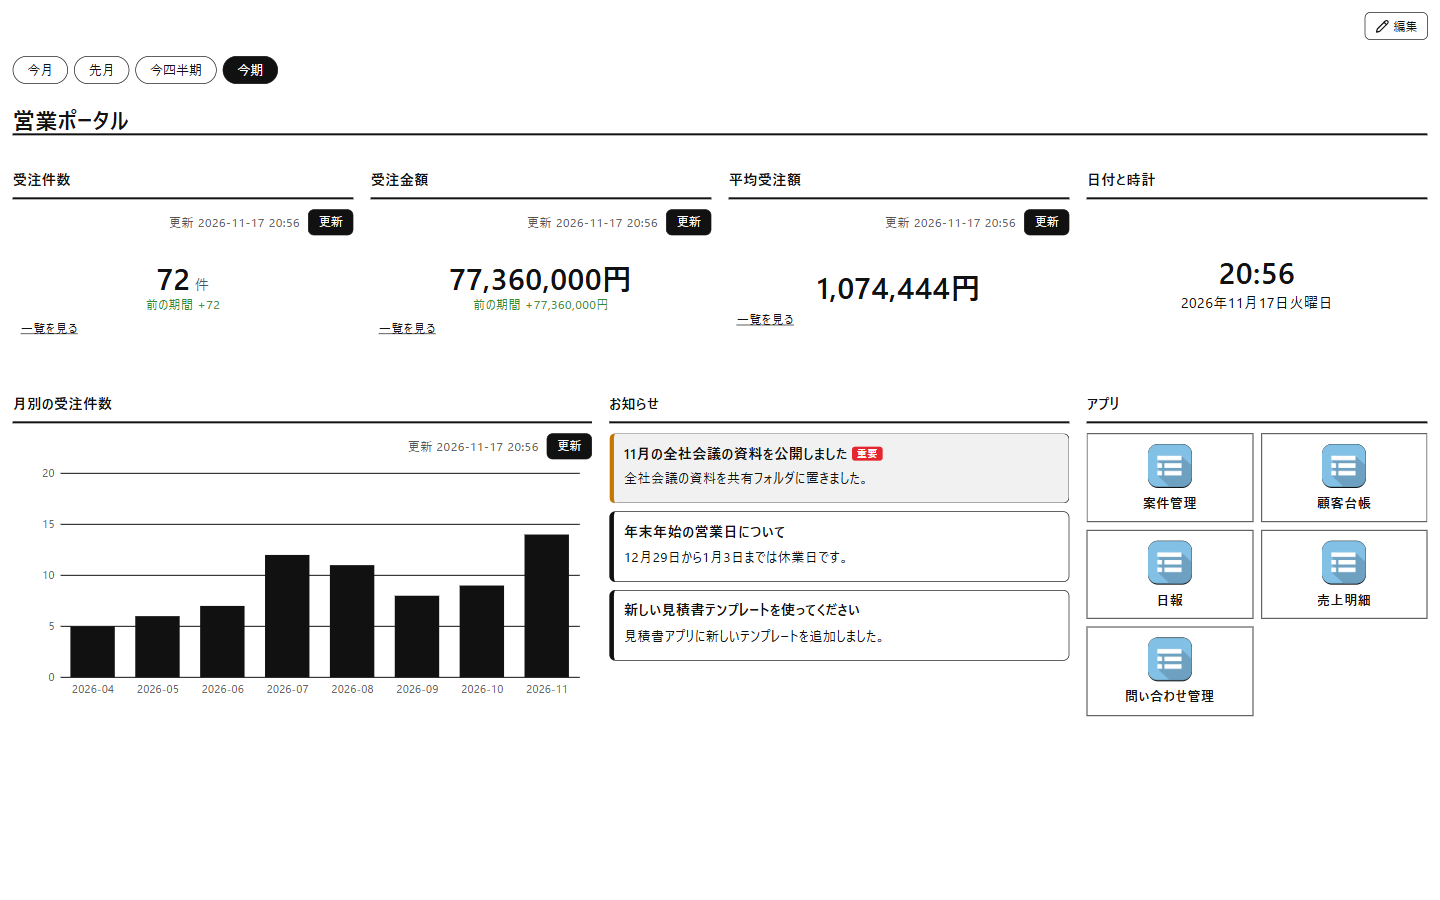 編集
今月 先月 今四半期 今期
営業ポータル
受注件数
更新 2026-11-17 20:56 更新
72 件
前の期間 +72
一覧を見る
受注金額
更新 2026-11-17 20:56 更新
77,360,000円
前の期間 +77,360,000円
一覧を見る
平均受注額
更新 2026-11-17 20:56 更新
1,074,444円
一覧を見る
日付と時計
20:56
2026年11月17日火曜日
月別の受注件数
更新 2026-11-17 20:56 更新
20
15
10
5
0
2026-04 2026-05 2026-06 2026-07 2026-08 2026-09 2026-10 2026-11
お知らせ
11月の全社会議の資料を公開しました 重要
全社会議の資料を共有フォルダに置きました。
年末年始の営業日について
12月29日から1月3日までは休業日です。
新しい見積書テンプレートを使ってください
見積書アプリに新しいテンプレートを追加しました。
アプリ
案件管理
顧客台帳
日報
売上明細
問い合わせ管理